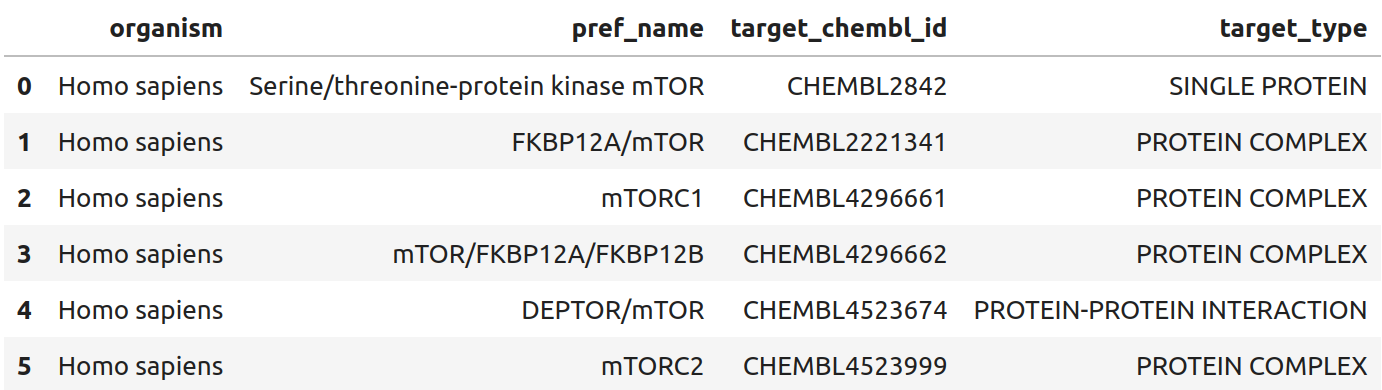 organism pref_name target_chembl_id target_type
0 Homo sapiens Serine/threonine-protein kinase mTOR CHEMBL2842 SINGLE PROTEIN
1 Homo sapiens FKBP12A/mTOR CHEMBL2221341 PROTEIN COMPLEX
2 Homo sapiens mTORC1 CHEMBL4296661 PROTEIN COMPLEX
3 Homo sapiens mTOR/FKBP12A/FKBP12B CHEMBL4296662 PROTEIN COMPLEX
4 Homo sapiens DEPTOR/mTOR CHEMBL4523674 PROTEIN-PROTEIN INTERACTION
5 Homo sapiens mTORC2 CHEMBL4523999 PROTEIN COMPLEX